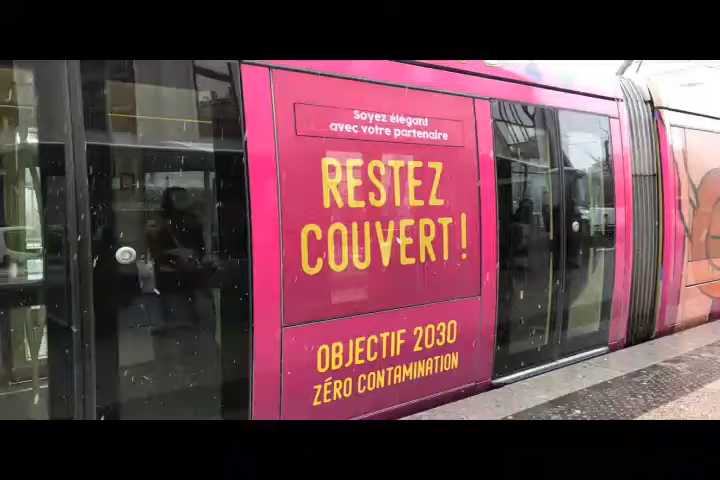 Soyez élégant
avec votre partenaire
RESTEZ
COUVERT !
OBJECTIF 2030
ZÉRO CONTAMINATION